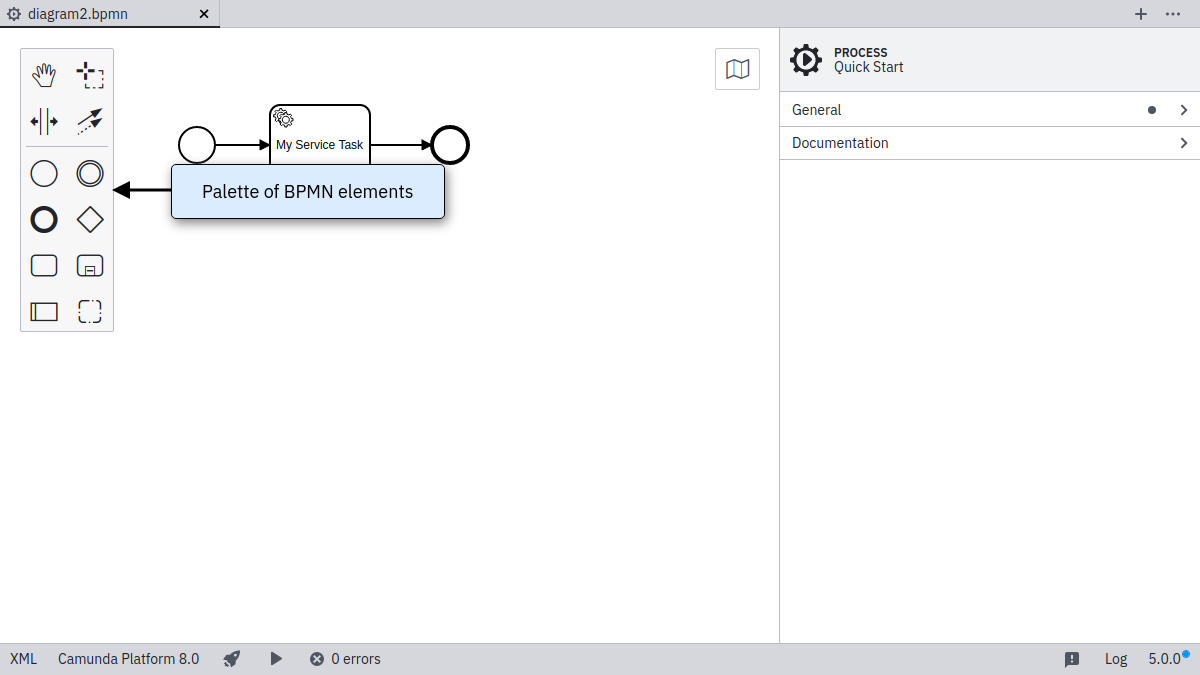 diagram2.bpmn
PROCESS
Quick Start
General
Documentation
My Service Task
Palette of BPMN elements
XML
Camunda Platform 8.0
0 errors
Log
5.0.0